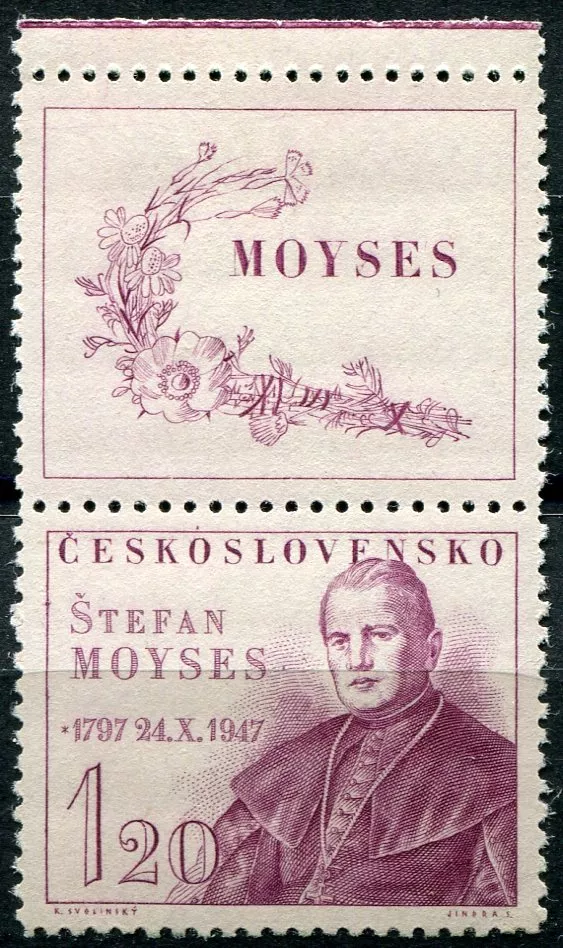 MOYSES
ČESKOSLOVENSKO
ŠTEFAN
MOYSES
*1797 24.X.1947
1.20
K. SVOLINSKÝ
JINDRA S.